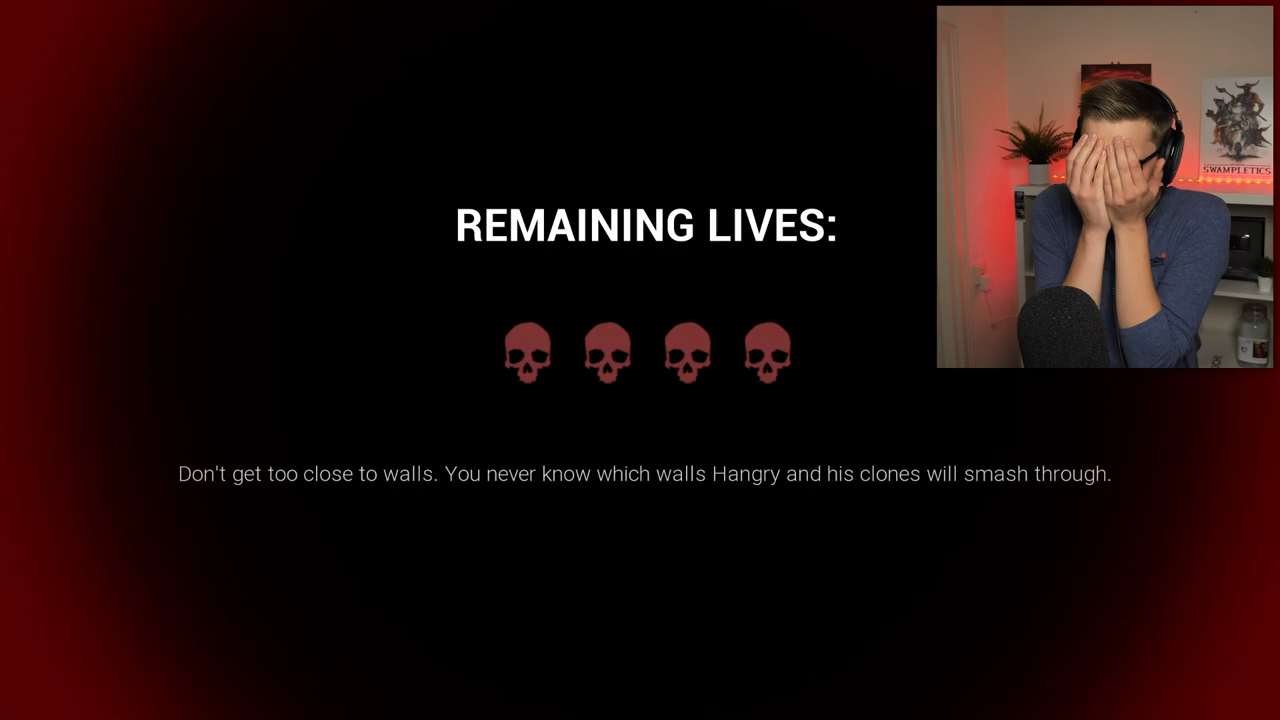 REMAINING LIVES:
SWAMPLETICS
Don't get too close to walls. You never know which walls Hangry and his clones will smash through.